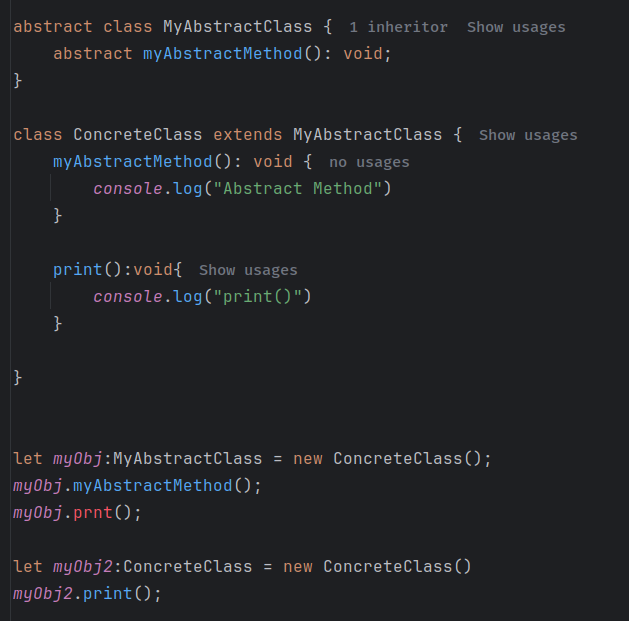 abstract class MyAbstractClass {  1 inheritor  Show usages
    abstract myAbstractMethod(): void;
}
class ConcreteClass extends MyAbstractClass {  Show usages
    myAbstractMethod(): void {  no usages
        console.log("Abstract Method")
    }
    print():void{  Show usages
        console.log("print()")
    }
}
let myObj:MyAbstractClass = new ConcreteClass();
myObj.myAbstractMethod();
myObj.prnt();
let myObj2:ConcreteClass = new ConcreteClass()
myObj2.print();